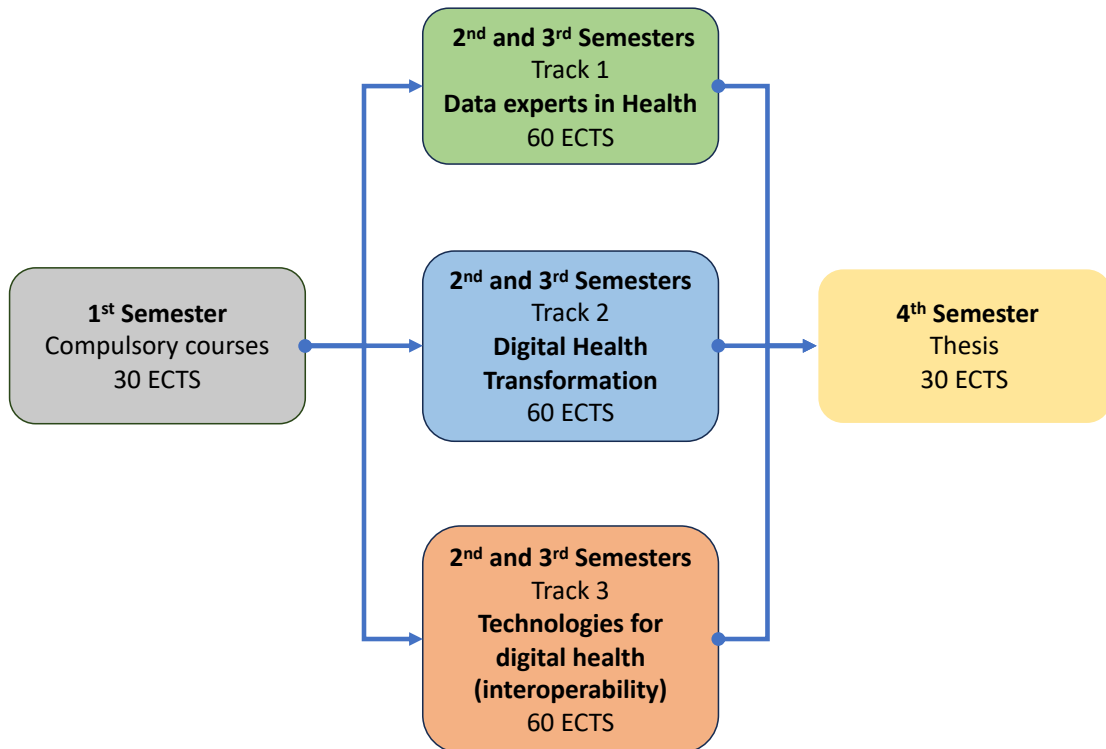 2nd and 3rd Semesters
Track 1
Data experts in Health
60 ECTS
1st Semester
Compulsory courses
30 ECTS
2nd and 3rd Semesters
Track 2
Digital Health
Transformation
60 ECTS
4th Semester
Thesis
30 ECTS
2nd and 3rd Semesters
Track 3
Technologies for
digital health
(interoperability)
60 ECTS